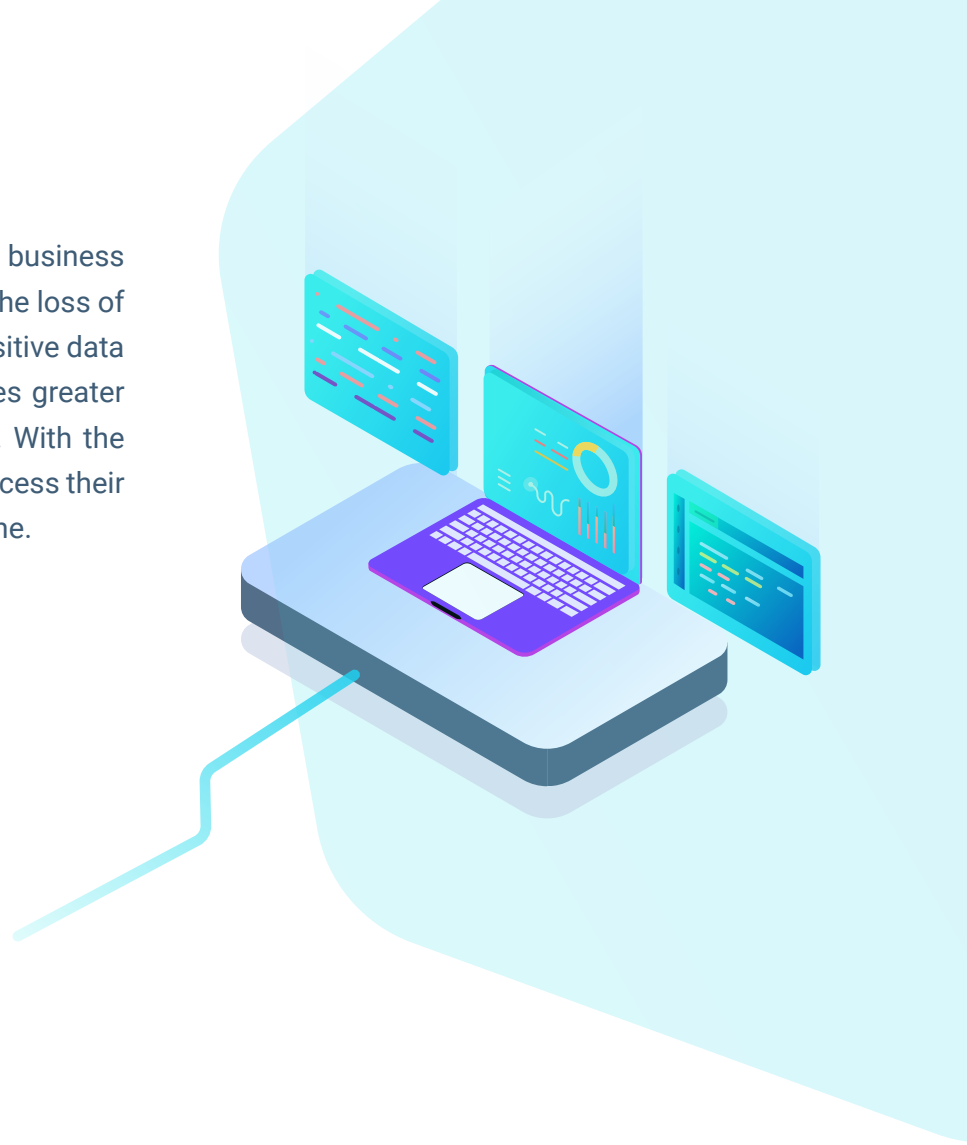 business
he loss of
sitive data
es greater
. With the
cess their
ne.